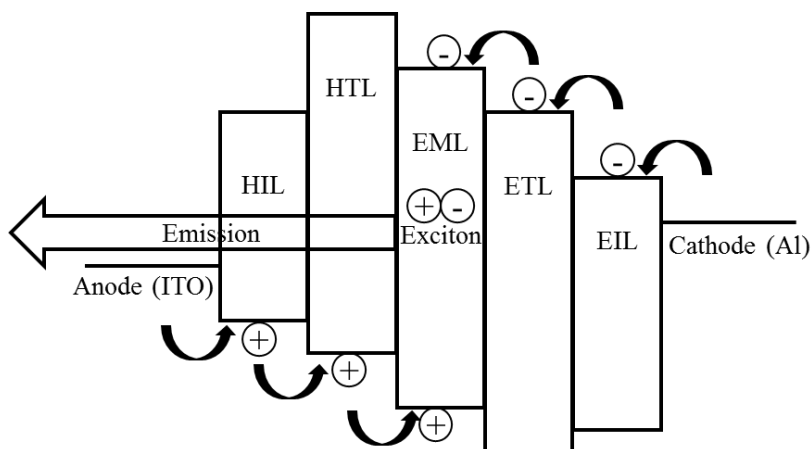 -
HTL
-
EML
HIL
-
ETL
+ -
Emission
Exciton
EIL
Cathode (Al)
Anode (ITO)
+
+
+